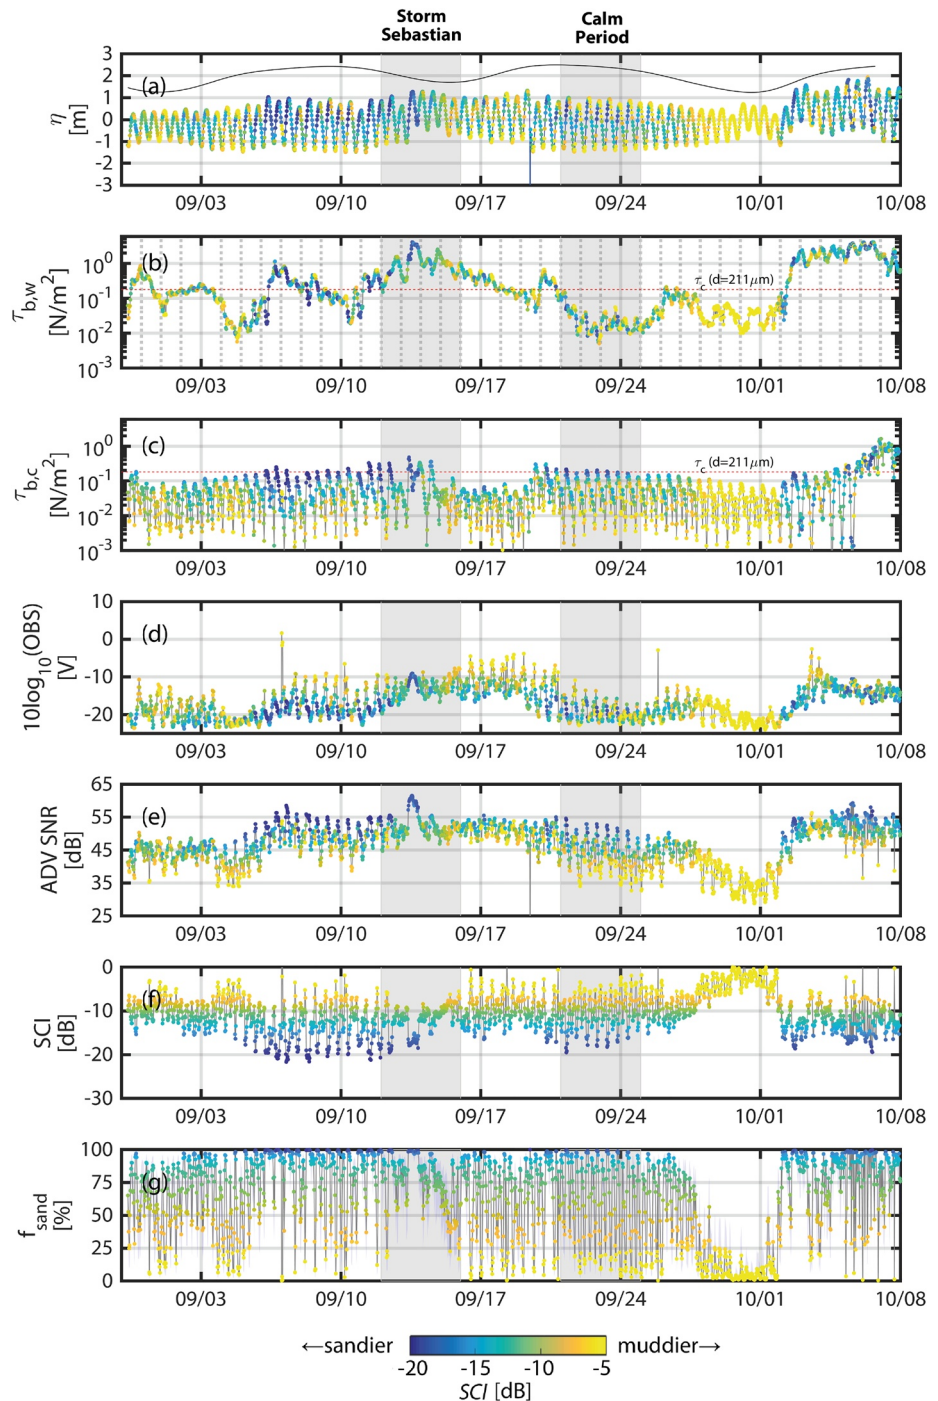 Storm
Sebastian
Calm
Period
(a)
η
[m]
3
2
1
0
-1
-2
-3
09/03 09/10 09/17 09/24 10/01 10/08
(b)
τb,w
[N/m²]
10⁰
10⁻¹
10⁻²
10⁻³
τc (d=211μm)
09/03 09/10 09/17 09/24 10/01 10/08
(c)
τb,c
[N/m²]
10⁰
10⁻¹
10⁻²
10⁻³
τc (d=211μm)
09/03 09/10 09/17 09/24 10/01 10/08
(d)
10log₁₀(OBS)
[V]
10
0
-10
-20
09/03 09/10 09/17 09/24 10/01 10/08
(e)
ADV SNR
[dB]
65
55
45
35
25
09/03 09/10 09/17 09/24 10/01 10/08
(f)
SCI
[dB]
0
-10
-20
-30
09/03 09/10 09/17 09/24 10/01 10/08
(g)
fsand
[%]
100
75
50
25
0
09/03 09/10 09/17 09/24 10/01 10/08
←sandier muddier→
-20 -15 -10 -5
SCI [dB]